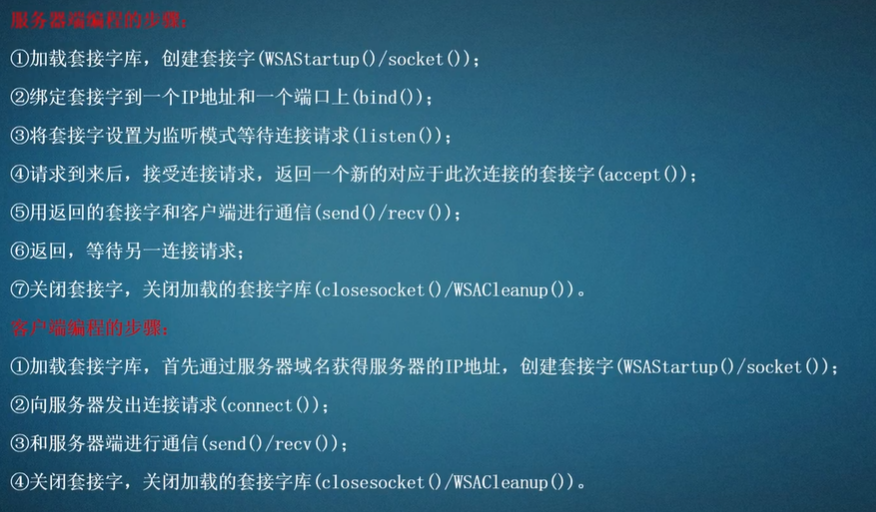 服务器端编程的步骤：
①加载套接字库，创建套接字(WSAStartup()/socket())；
②绑定套接字到一个IP地址和一个端口上(bind())；
③将套接字设置为监听模式等待连接请求(listen())；
④请求到来后，接受连接请求，返回一个新的对应于此次连接的套接字(accept())；
⑤用返回的套接字和客户端进行通信(send()/recv())；
⑥返回，等待另一连接请求；
⑦关闭套接字，关闭加载的套接字库(closesocket()/WSACleanup())。
客户端编程的步骤：
①加载套接字库，首先通过服务器域名获得服务器的IP地址，创建套接字(WSAStartup()/socket())；
②向服务器发出连接请求(connect())；
③和服务器端进行通信(send()/recv())；
④关闭套接字，关闭加载的套接字库(closesocket()/WSACleanup())。